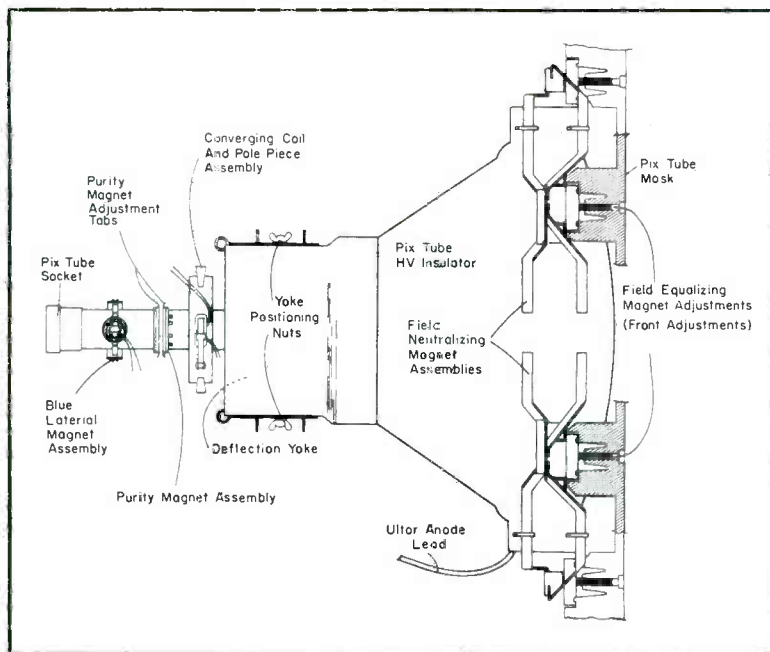 Converging Coil
And Pole Piece
Assembly
Purity
Magnet
Adjustment
Tabs
Pix Tube
Socket
Pix Tube
Mask
Pix Tube
HV Insulator
Yoke
Positioning
Nuts
Field
Neutralizing
Magnet
Assemblies
Field Equalizing
Magnet Adjustments
(Front Adjustments)
Blue
Laterial
Magnet
Assembly
Deflection Yoke
Purity Magnet Assembly
Ultor Anode
Lead